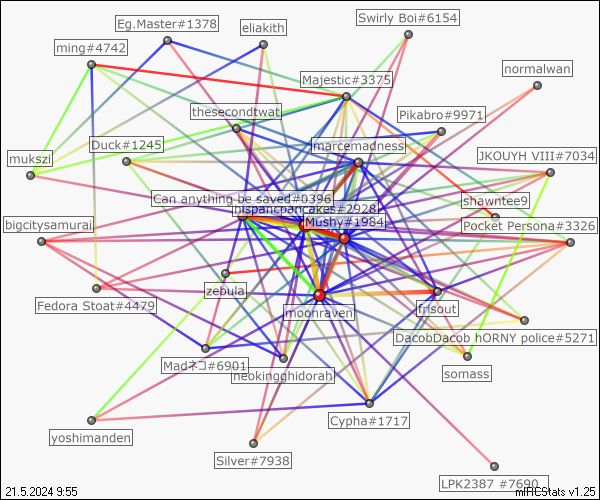 Eg.Master#1378
Swirly Boi#6154
eliakith
ming#4742
Majestic#3375
normalwan
thesecondtwat
Pikabro#9971
Duck#1245
marcemadness
mukszi
JKOUYH VIII#7034
Can anything be saved#0396
shawntee9
hispancpancakes#2928
Mushy#1984
bigcitysamurai
Pocket Persona#3326
zebula
Fedora Stoat#4479
moonraven
frisout
DacobDacob hORNY police#5271
Madネコ#6901
neokingghidorah
somass
Cypha#1717
yoshimanden
Silver#7938
LPK2387 #7690
21.5.2024 9:55
mIRCStats v1.25